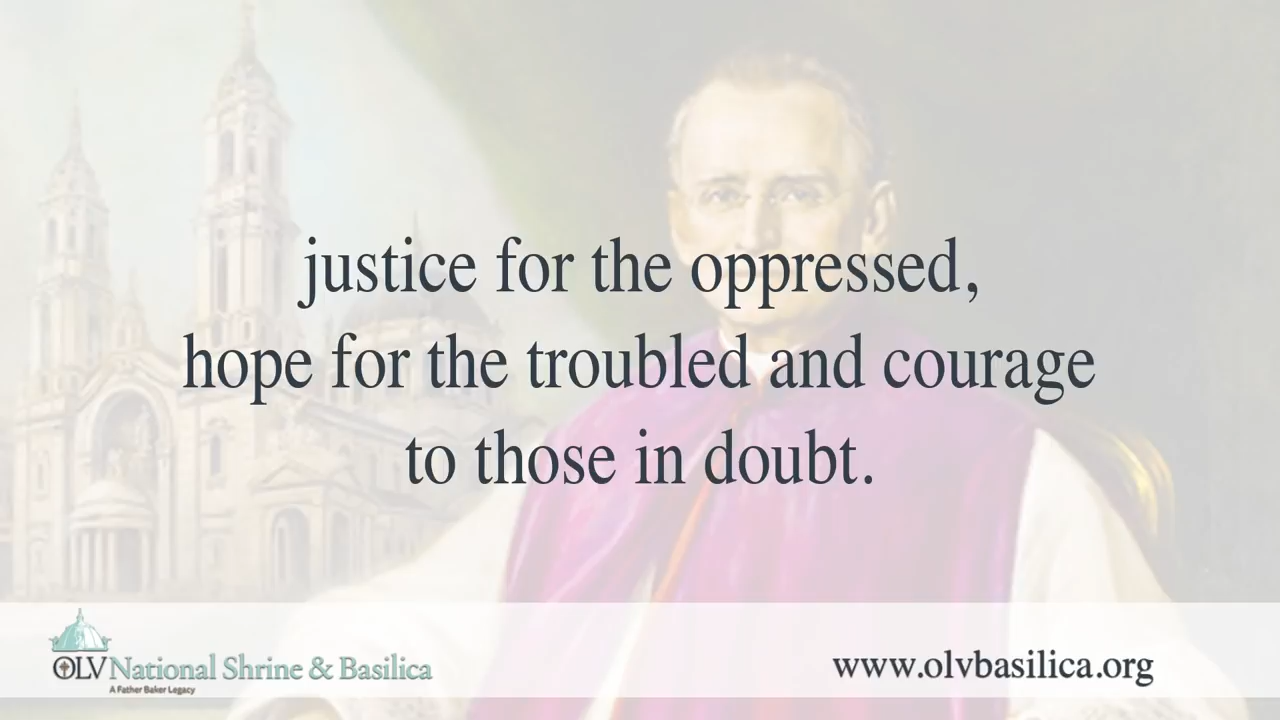 justice for the oppressed,
hope for the troubled and courage
to those in doubt.
OLV National Shrine & Basilica
A Father Baker Legacy
www.olvbasilica.org